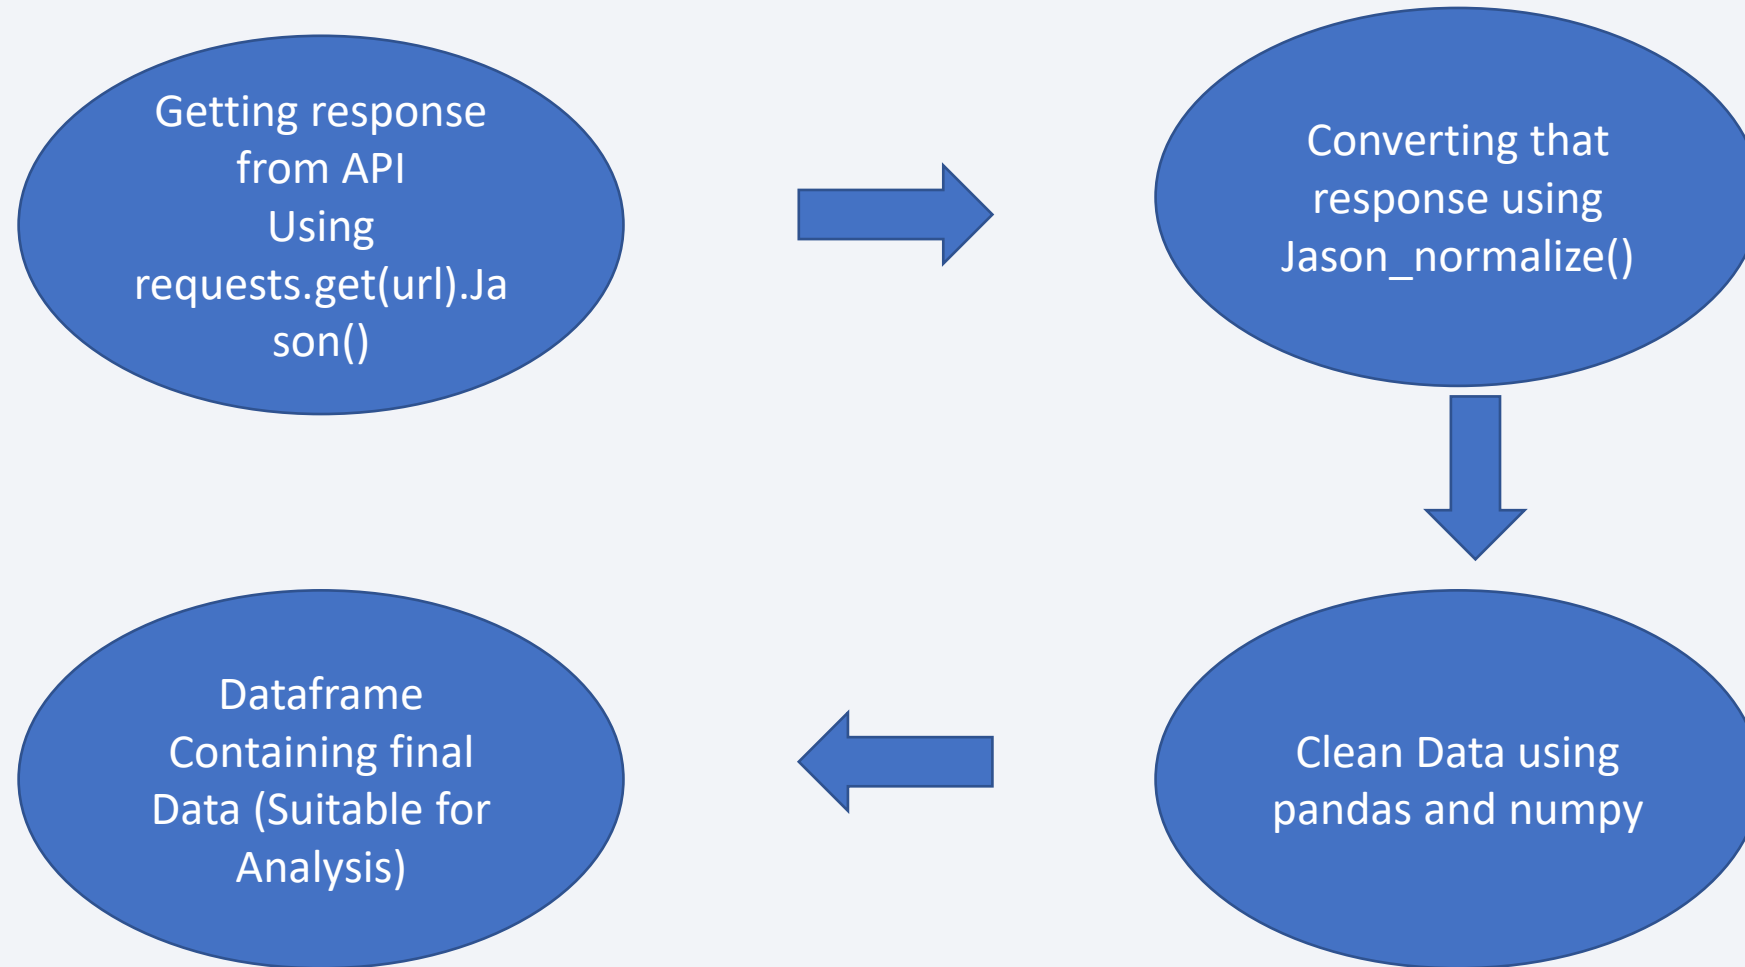 Getting response
from API
Using
requests.get(url).Ja
son()
Converting that
response using
Jason_normalize()
Clean Data using
pandas and numpy
Dataframe
Containing final
Data (Suitable for
Analysis)